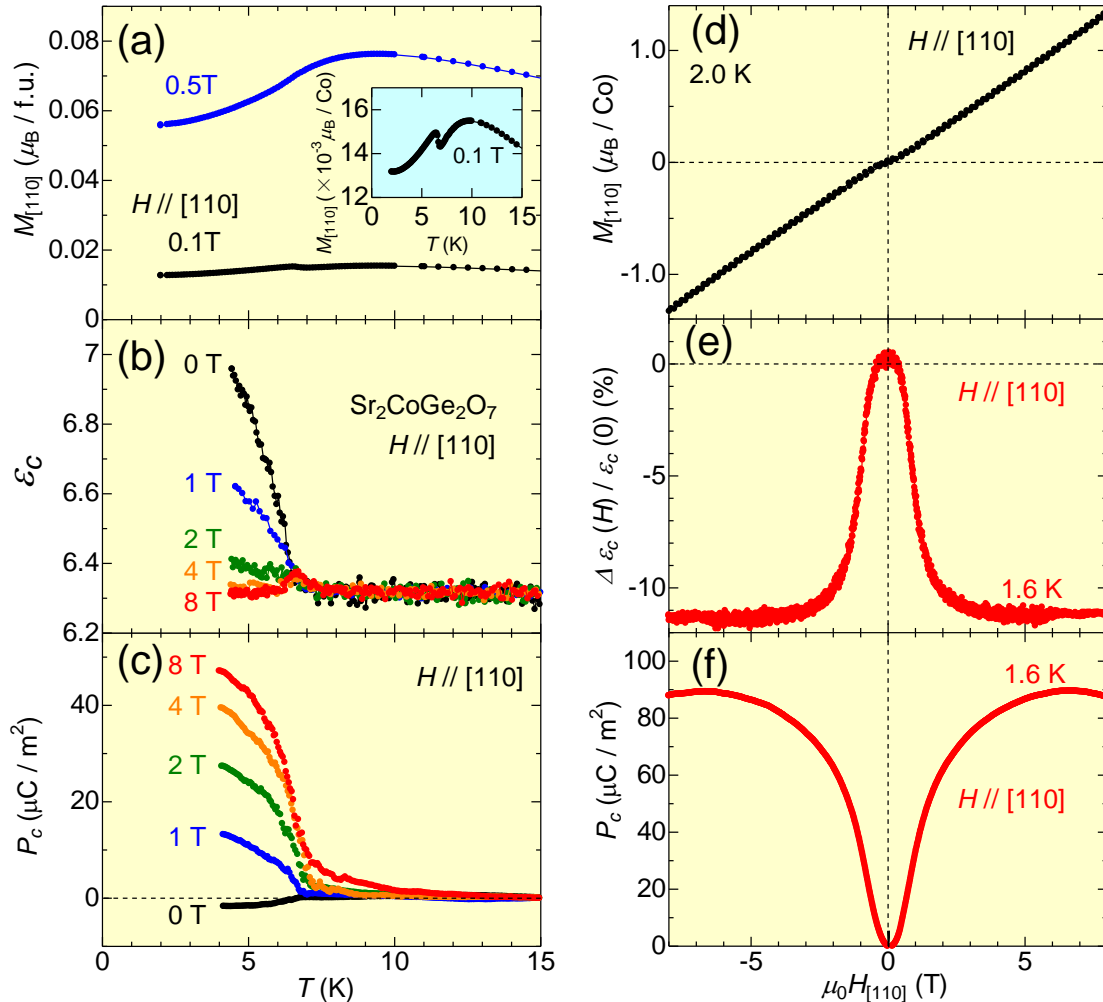 (a)
0.08
0.06
0.04
0.02
0
M[110] (μB / f.u.)
0.5T
H // [110]
0.1T
M[110] (×10-3 μB / Co)
16
15
14
13
12
0.1 T
0 5 10 15
T (K)
(b)
7
6.8
6.6
6.4
6.2
εc
0 T
Sr2CoGe2O7
H // [110]
1 T
2 T
4 T
8 T
(c)
40
20
0
Pc (μC / m2)
8 T
H // [110]
4 T
2 T
1 T
0 T
0 5 10 15
T (K)
(d)
1.0
0
-1.0
M[110] (μB / Co)
H // [110]
2.0 K
(e)
0
-5
-10
Δ εc (H) / εc (0) (%)
H // [110]
1.6 K
(f)
100
80
60
40
20
0
Pc (μC / m2)
1.6 K
H // [110]
-5 0 5
μ0H[110] (T)